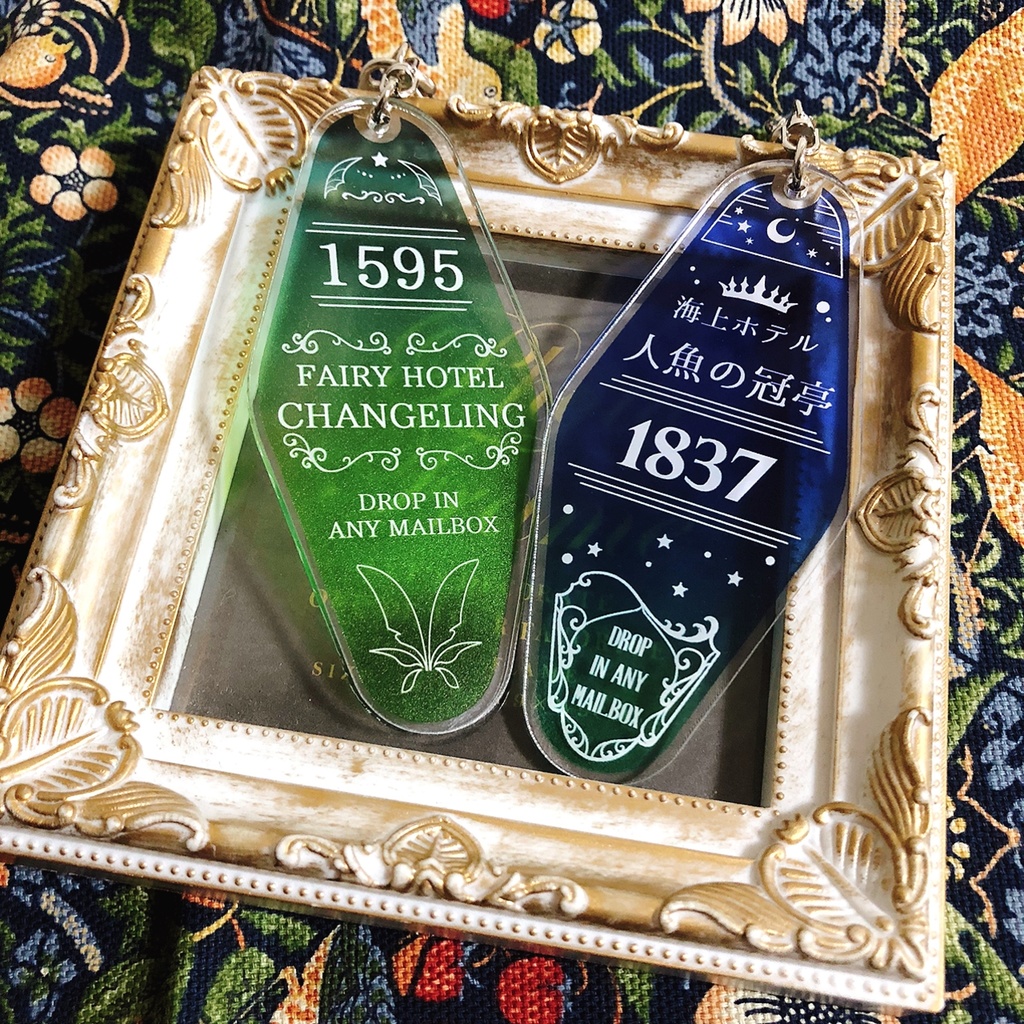 1595
FAIRY HOTEL
CHANGELING
DROP IN
ANY MAILBOX
海上ホテル
人魚の冠亭
1837
DROP
IN ANY
MAILBOX